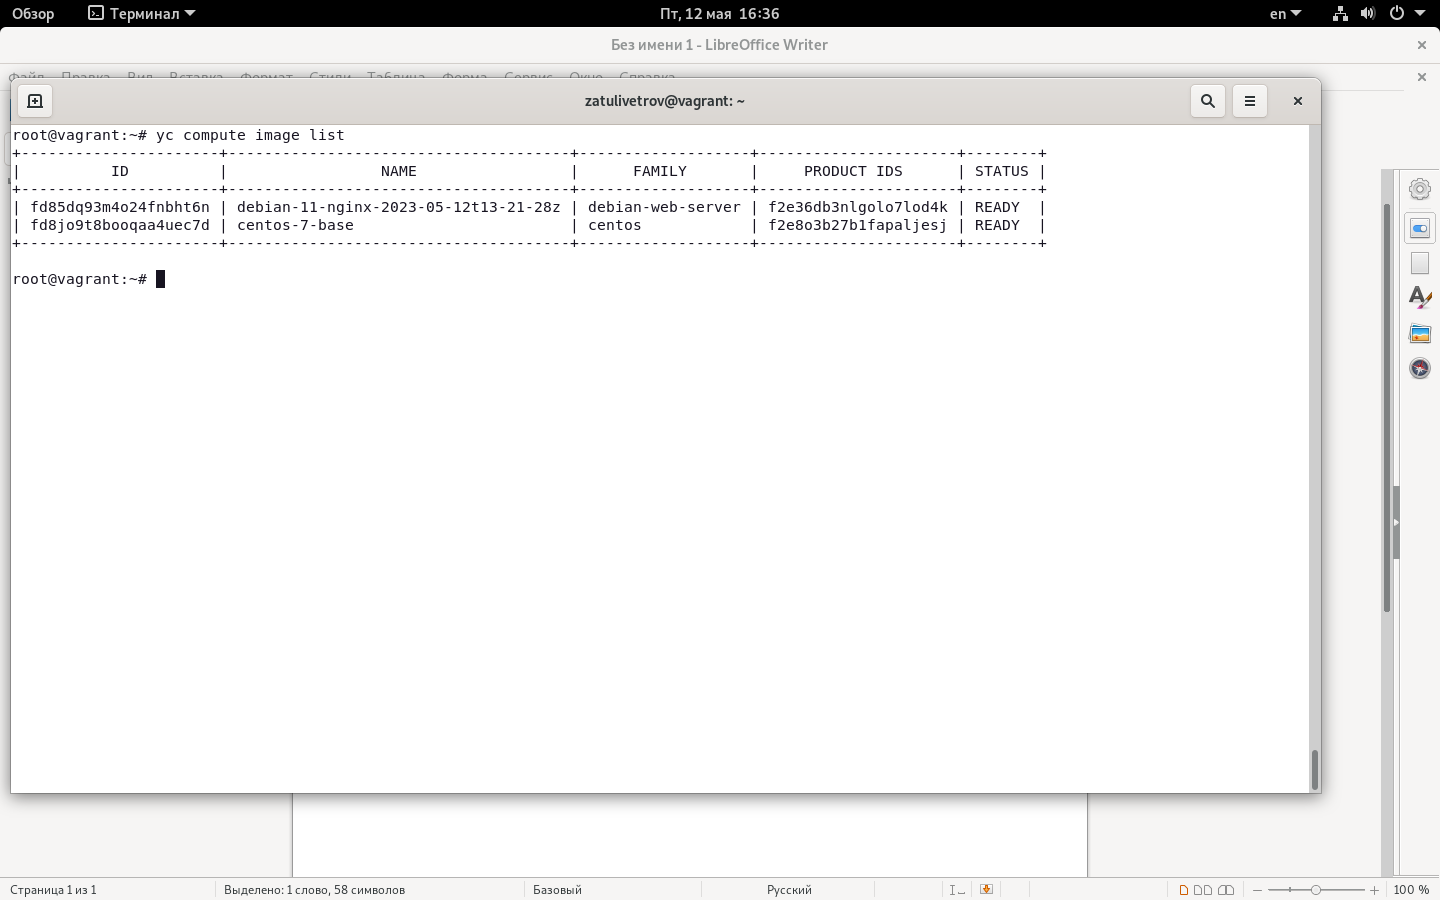 Обзор Терминал Пт, 12 мая 16:36 en
Без имени 1 - LibreOffice Writer
Файл Правка Вид Вставка Формат Стили Таблица Форма Сервис Окно Справка
zatulivetrov@vagrant: ~
root@vagrant:~# yc compute image list
+----------------------+--------------------------------------+-------------------+----------------------+--------+
| ID | NAME | FAMILY | PRODUCT IDS | STATUS |
+----------------------+--------------------------------------+-------------------+----------------------+--------+
| fd85dq93m4o24fnbht6n | debian-11-nginx-2023-05-12t13-21-28z | debian-web-server | f2e36db3nlgolo7lod4k | READY |
| fd8jo9t8booqaa4uec7d | centos-7-base | centos | f2e8o3b27b1fapaljesj | READY |
+----------------------+--------------------------------------+-------------------+----------------------+--------+
root@vagrant:~#
Страница 1 из 1 Выделено: 1 слово, 58 символов Базовый Русский 100 %